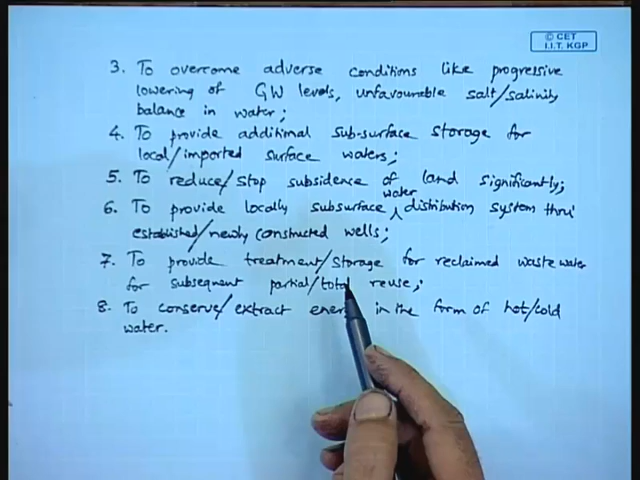 © CET
I.I.T. KGP
3. To overcome adverse conditions like progressive
lowering of GW levels, unfavourable salt/salinity
balance in water;
4. To provide additional sub-surface storage for
local/imported surface waters;
5. To reduce/stop subsidence of land significantly;
water
6. To provide locally subsurface ^ distribution system thru'
established/newly constructed wells;
7. To provide treatment/storage for reclaimed waste water
for subsequent partial/total reuse;
8. To conserve/extract ener in the form of hot/cold
water.